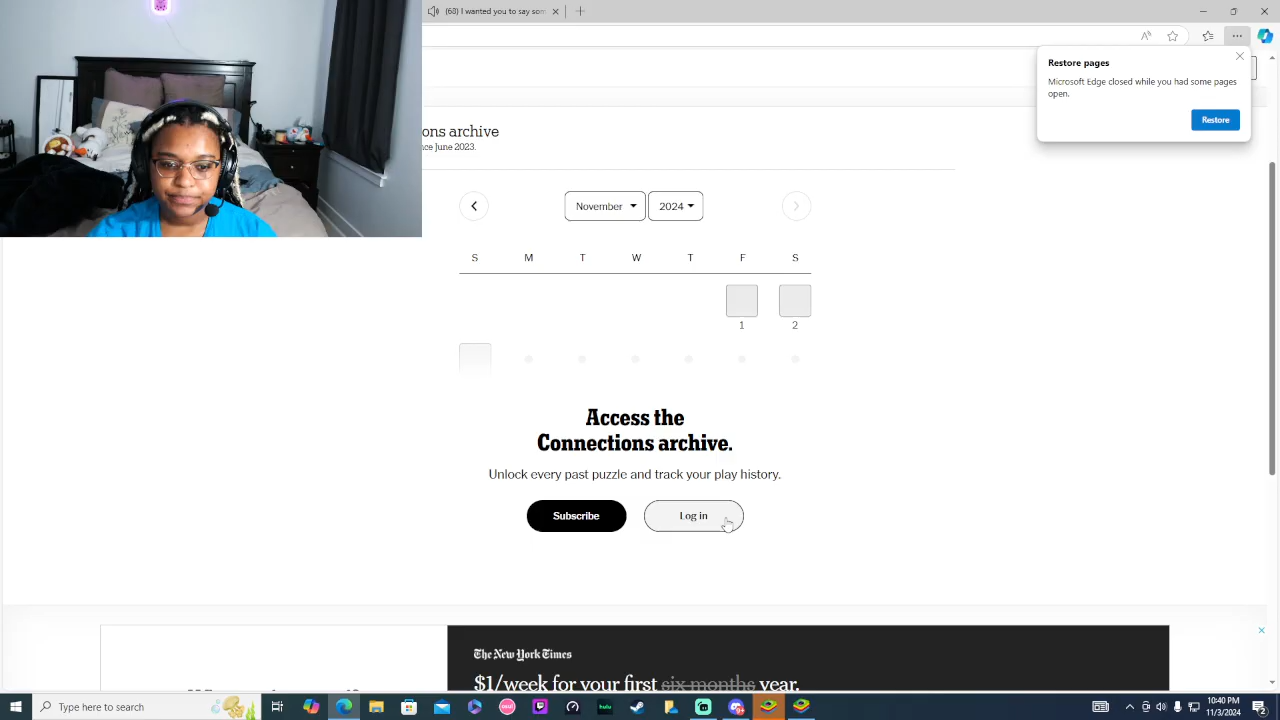 (68) I wanted you to say som
Restore pages
Microsoft Edge closed while you had some pages
open.
Restore
ons archive
ce June 2023.
November
2024
S M T W T F S
1 2
Access the
Connections archive.
Unlock every past puzzle and track your play history.
Subscribe
Log in
The New York Times
$1/week for your first six months year.
Type here to search
hulu
10:40 PM
11/3/2024
2